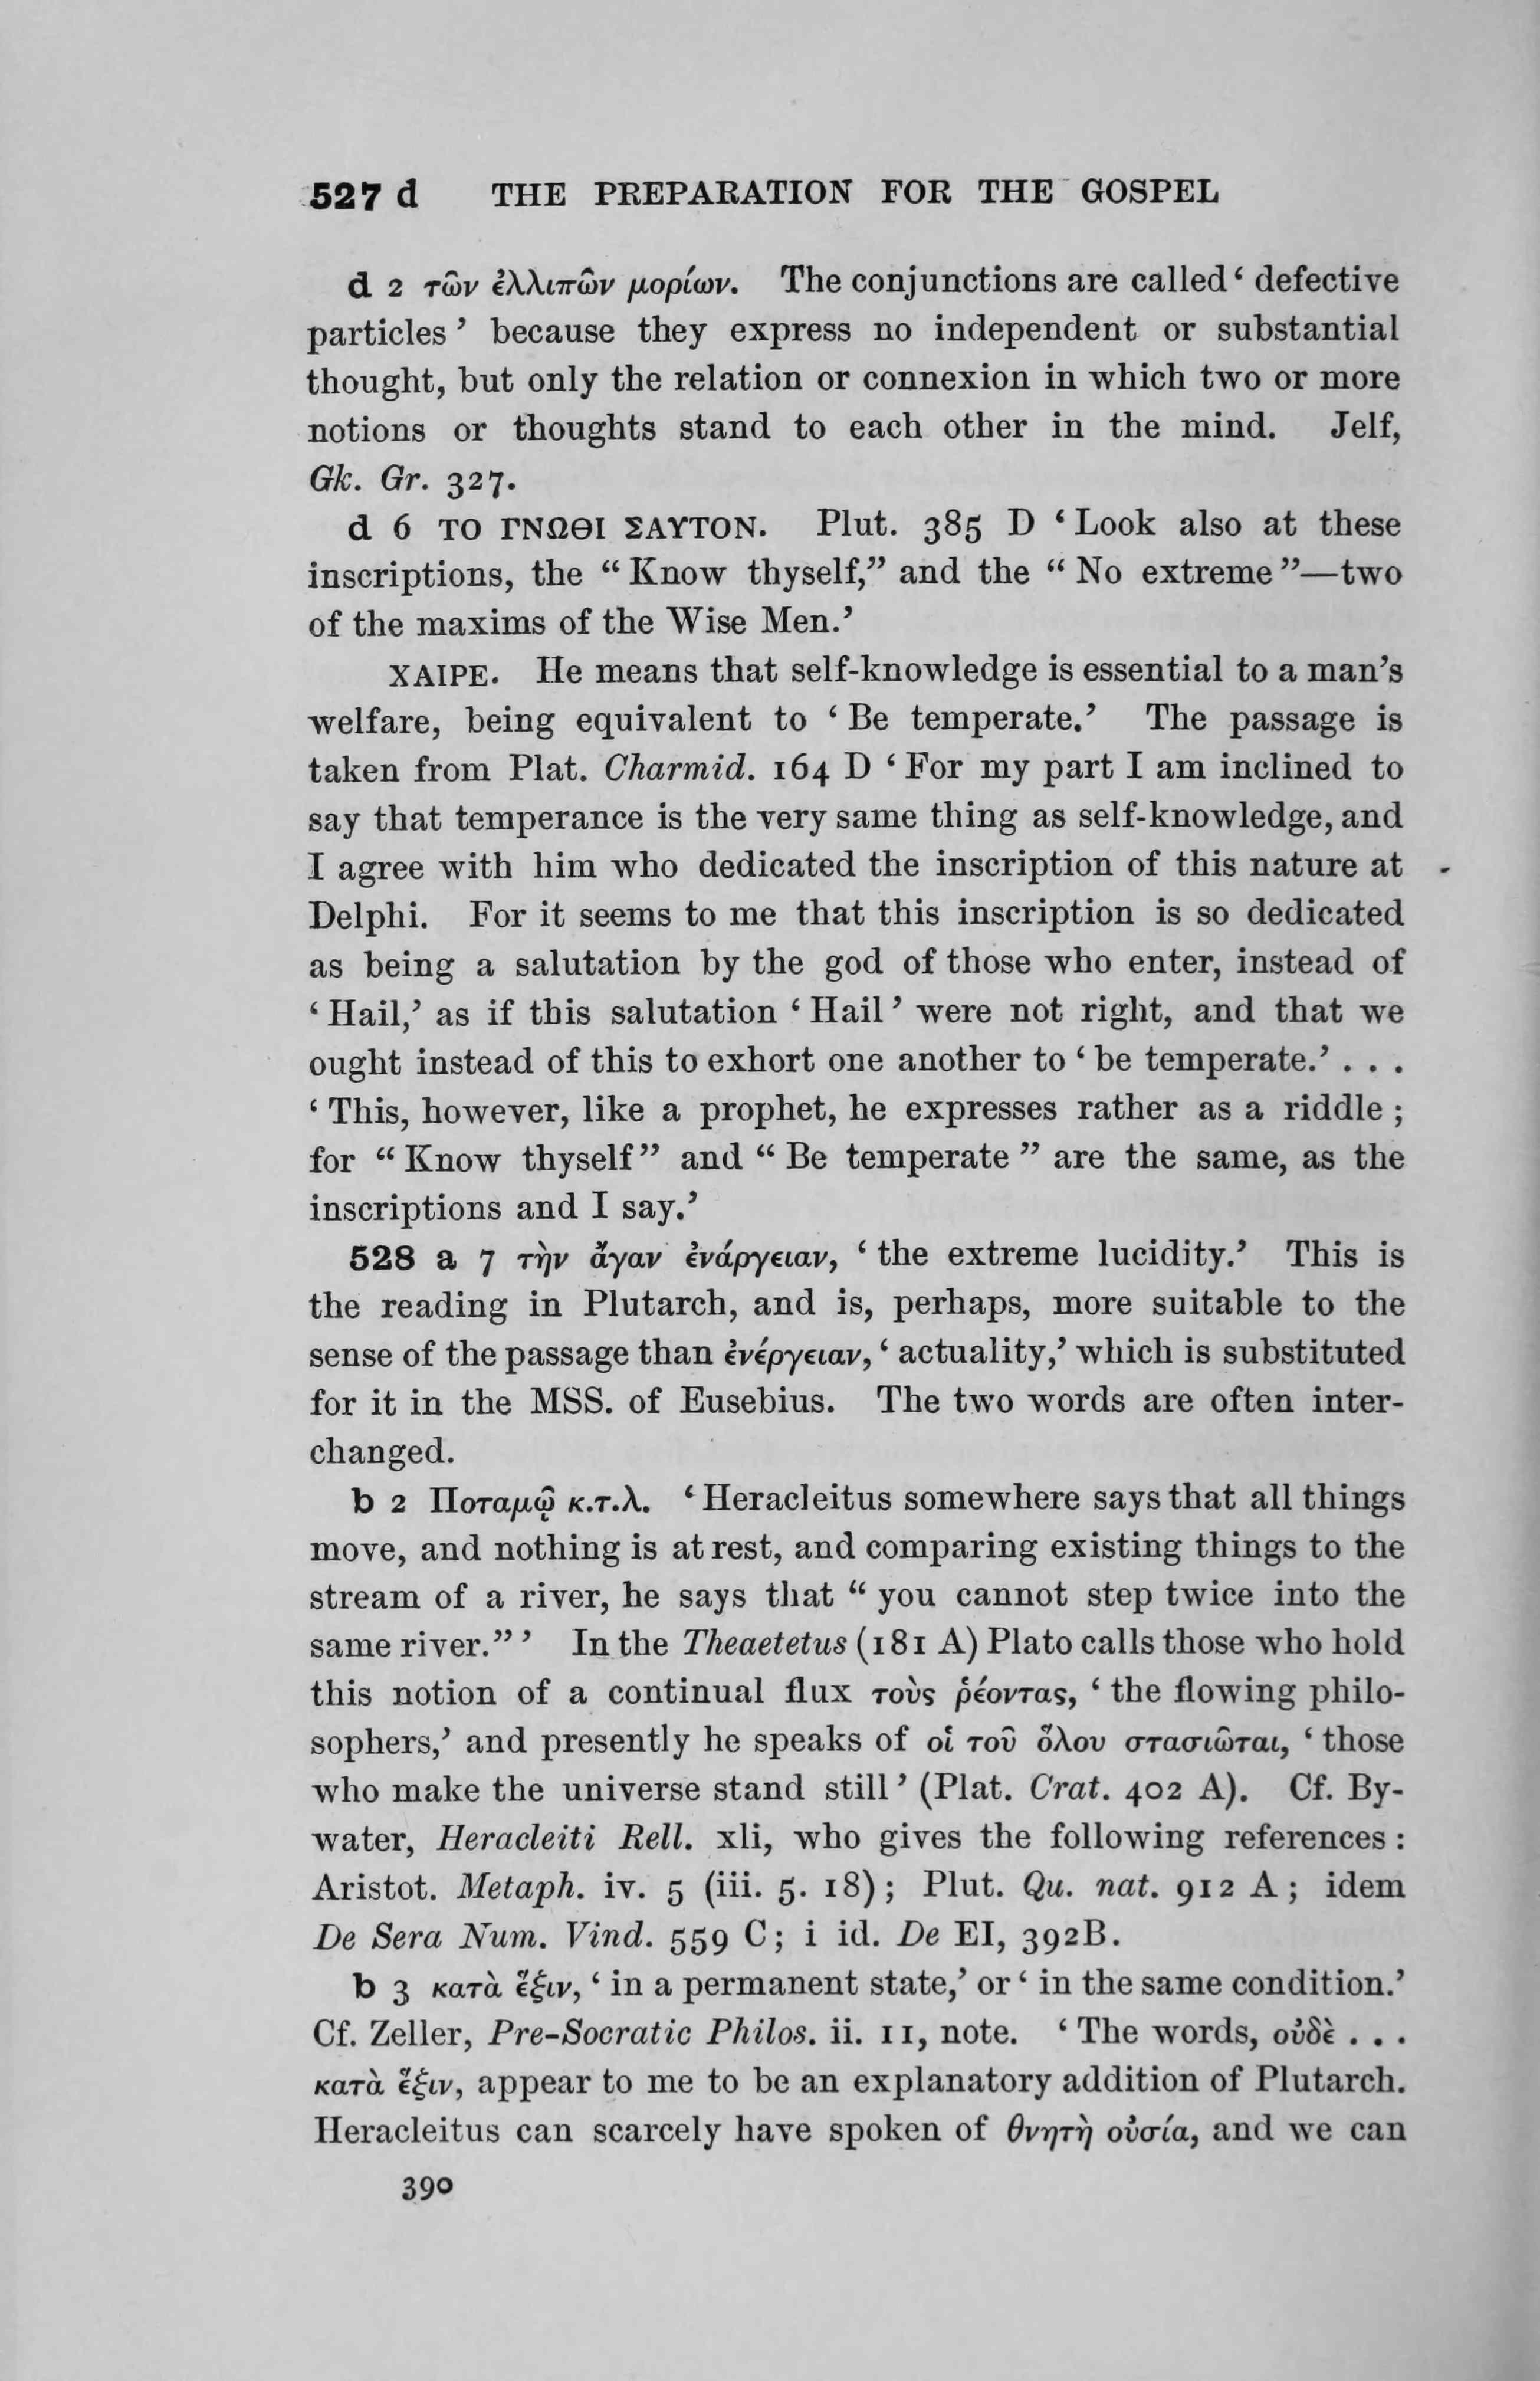 527 d THE PREPARATION FOR THE GOSPEL
d 2 τῶν ἐλλιπῶν μορίων. The conjunctions are called ‘ defective
particles ’ because they express no independent or substantial
thought, but only the relation or connexion in which two or more
notions or thoughts stand to each other in the mind. Jelf,
Gk. Gr. 327.
d 6 ΤΟ ΓΝΩΘΙ ΣΑΥΤΟΝ. Plut. 385 D ‘ Look also at these
inscriptions, the “ Know thyself,” and the “ No extreme ”—two
of the maxims of the Wise Men.’
ΧΑΙΡΕ. He means that self-knowledge is essential to a man’s
welfare, being equivalent to ‘ Be temperate.’ The passage is
taken from Plat. Charmid. 164 D ‘ For my part I am inclined to
say that temperance is the very same thing as self-knowledge, and
I agree with him who dedicated the inscription of this nature at
Delphi. For it seems to me that this inscription is so dedicated
as being a salutation by the god of those who enter, instead of
‘ Hail,’ as if this salutation ‘ Hail ’ were not right, and that we
ought instead of this to exhort one another to ‘ be temperate.’ . . .
‘ This, however, like a prophet, he expresses rather as a riddle ;
for “ Know thyself ” and “ Be temperate ” are the same, as the
inscriptions and I say.’
528 a 7 τὴν ἄγαν ἐνάργειαν, ‘ the extreme lucidity.’ This is
the reading in Plutarch, and is, perhaps, more suitable to the
sense of the passage than ἐνέργειαν, ‘ actuality,’ which is substituted
for it in the MSS. of Eusebius. The two words are often inter-
changed.
b 2 Ποταμῷ κ.τ.λ. ‘ Heracleitus somewhere says that all things
move, and nothing is at rest, and comparing existing things to the
stream of a river, he says that “ you cannot step twice into the
same river.” ’ In the Theaetetus (181 A) Plato calls those who hold
this notion of a continual flux τοὺς ῥέοντας, ‘ the flowing philo-
sophers,’ and presently he speaks of οἱ τοῦ ὅλου στασιῶται, ‘ those
who make the universe stand still ’ (Plat. Crat. 402 A). Cf. By-
water, Heracleiti Rell. xli, who gives the following references :
Aristot. Metaph. iv. 5 (iii. 5. 18) ; Plut. Qu. nat. 912 A ; idem
De Sera Num. Vind. 559 C ; i id. De EI, 392B.
b 3 κατὰ ἕξιν, ‘ in a permanent state,’ or ‘ in the same condition.’
Cf. Zeller, Pre-Socratic Philos. ii. 11, note. ‘ The words, οὐδὲ . . .
κατὰ ἕξιν, appear to me to be an explanatory addition of Plutarch.
Heracleitus can scarcely have spoken of θνητὴ οὐσία, and we can
390